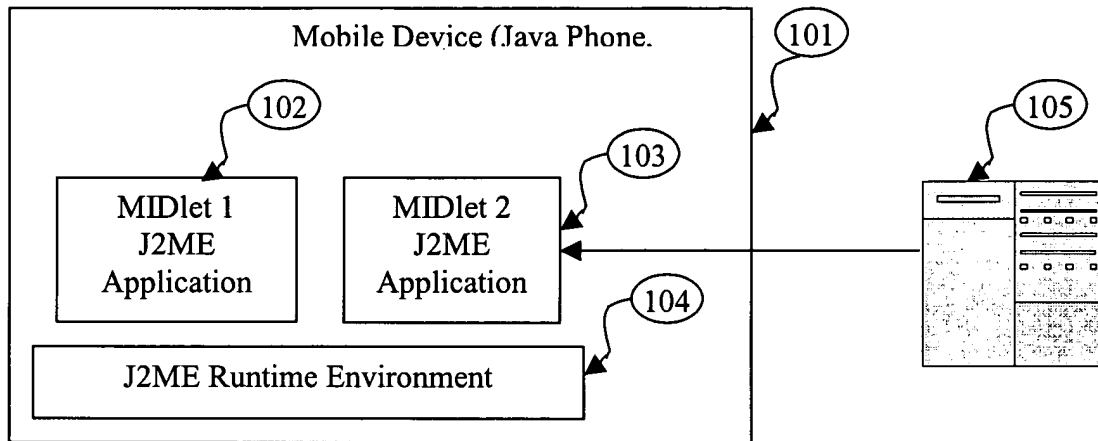 Mobile Device (Java Phone.
101
102
105
103
MIDlet 1
J2ME
Application
MIDlet 2
J2ME
Application
104
J2ME Runtime Environment